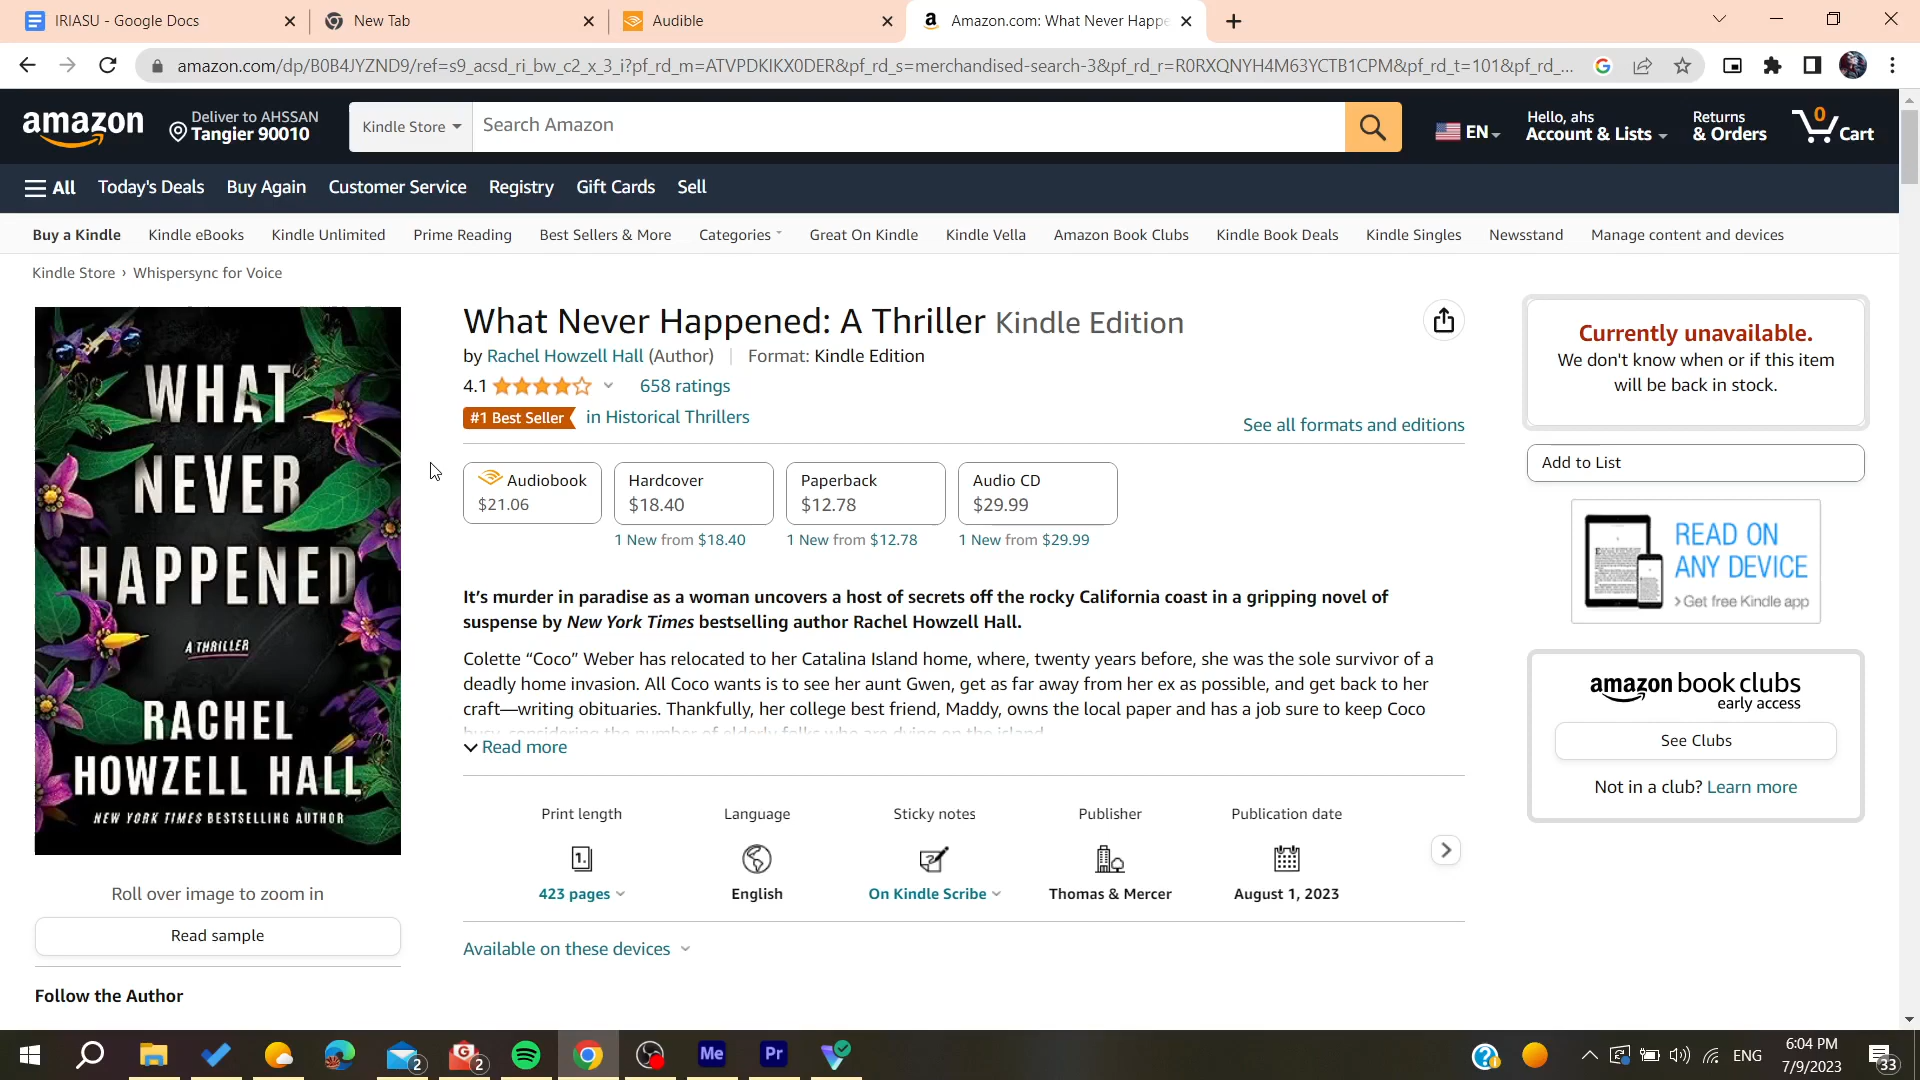 IRIASU - Google Docs
New Tab
Audible
Amazon.com: What Never Happe
amazon.com/dp/B0B4JYZND9/ref=s9_acsd_ri_bw_c2_x_3_i?pf_rd_m=ATVPDKIKX0DER&pf_rd_s=merchandised-search-3&pf_rd_r=R0RXQNYH4M63YCTB1CPM&pf_rd_t=101&pf_rd_...
amazon
Deliver to AHSSAN
Tangier 90010
Kindle Store
Search Amazon
EN
Hello, ahs
Account & Lists
Returns
& Orders
0
Cart
All
Today's Deals
Buy Again
Customer Service
Registry
Gift Cards
Sell
Buy a Kindle
Kindle eBooks
Kindle Unlimited
Prime Reading
Best Sellers & More
Categories
Great On Kindle
Kindle Vella
Amazon Book Clubs
Kindle Book Deals
Kindle Singles
Newsstand
Manage content and devices
Kindle Store › Whispersync for Voice
WHAT
NEVER
HAPPENED
A THRILLER
RACHEL
HOWZELL HALL
NEW YORK TIMES BESTSELLING AUTHOR
Roll over image to zoom in
Read sample
Follow the Author
What Never Happened: A Thriller Kindle Edition
by Rachel Howzell Hall (Author) | Format: Kindle Edition
4.1
658 ratings
#1 Best Seller in Historical Thrillers
See all formats and editions
Audiobook
$21.06
Hardcover
$18.40
1 New from $18.40
Paperback
$12.78
1 New from $12.78
Audio CD
$29.99
1 New from $29.99
It's murder in paradise as a woman uncovers a host of secrets off the rocky California coast in a gripping novel of
suspense by New York Times bestselling author Rachel Howzell Hall.
Colette “Coco” Weber has relocated to her Catalina Island home, where, twenty years before, she was the sole survivor of a
deadly home invasion. All Coco wants is to see her aunt Gwen, get as far away from her ex as possible, and get back to her
craft—writing obituaries. Thankfully, her college best friend, Maddy, owns the local paper and has a job sure to keep Coco
busy, considering the number of elderly folks who are dying on the island.
Read more
Print length
423 pages
Language
English
Sticky notes
On Kindle Scribe
Publisher
Thomas & Mercer
Publication date
August 1, 2023
Available on these devices
Currently unavailable.
We don't know when or if this item
will be back in stock.
Add to List
READ ON
ANY DEVICE
› Get free Kindle app
amazon book clubs
early access
See Clubs
Not in a club? Learn more
2
2
Me
Pr
ENG
6:04 PM
7/9/2023
33